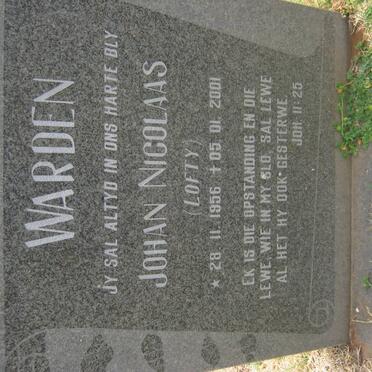 WARDEN
JY SAL ALTYD IN ONS HARTE BLY
JOHAN NICOLAAS
(LOFTY)
★ 28. 11. 1956 + 05. 01. 2001
EK IS DIE OPSTANDING EN DIE
LEWE. WIE IN MY GLO, SAL LEWE
AL HET HY OOK GESTERWE.
JOH 11: 25